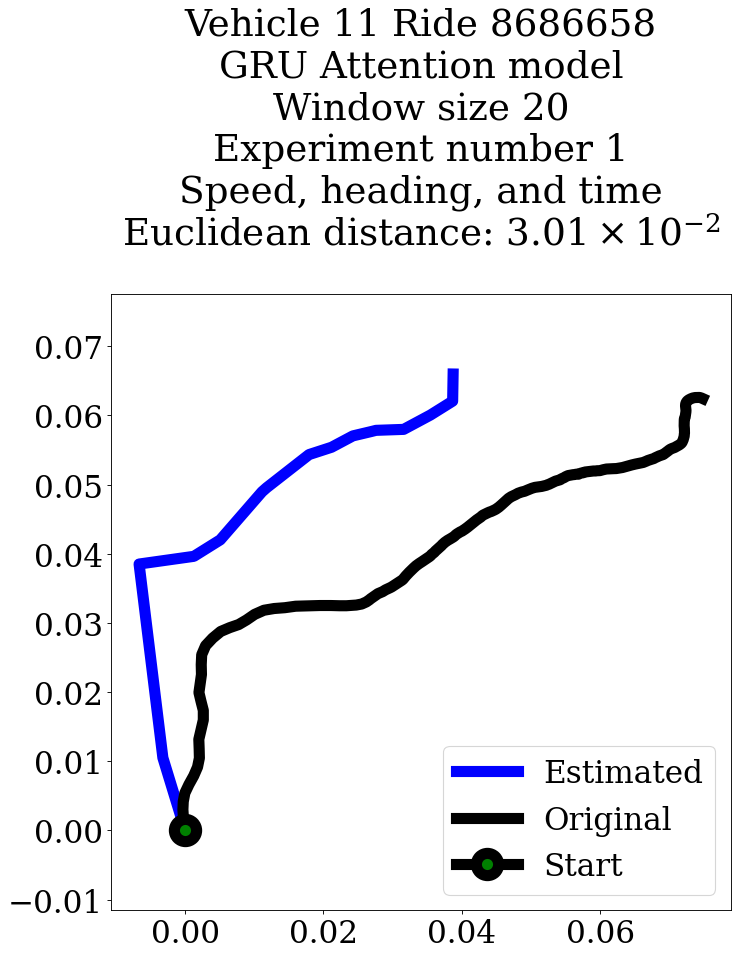 Vehicle 11 Ride 8686658
GRU Attention model
Window size 20
Experiment number 1
Speed, heading, and time
Euclidean distance: 3.01 × 10⁻²
0.07
0.06
0.05
0.04
0.03
0.02
0.01
0.00
−0.01
0.00 0.02 0.04 0.06
Estimated
Original
Start